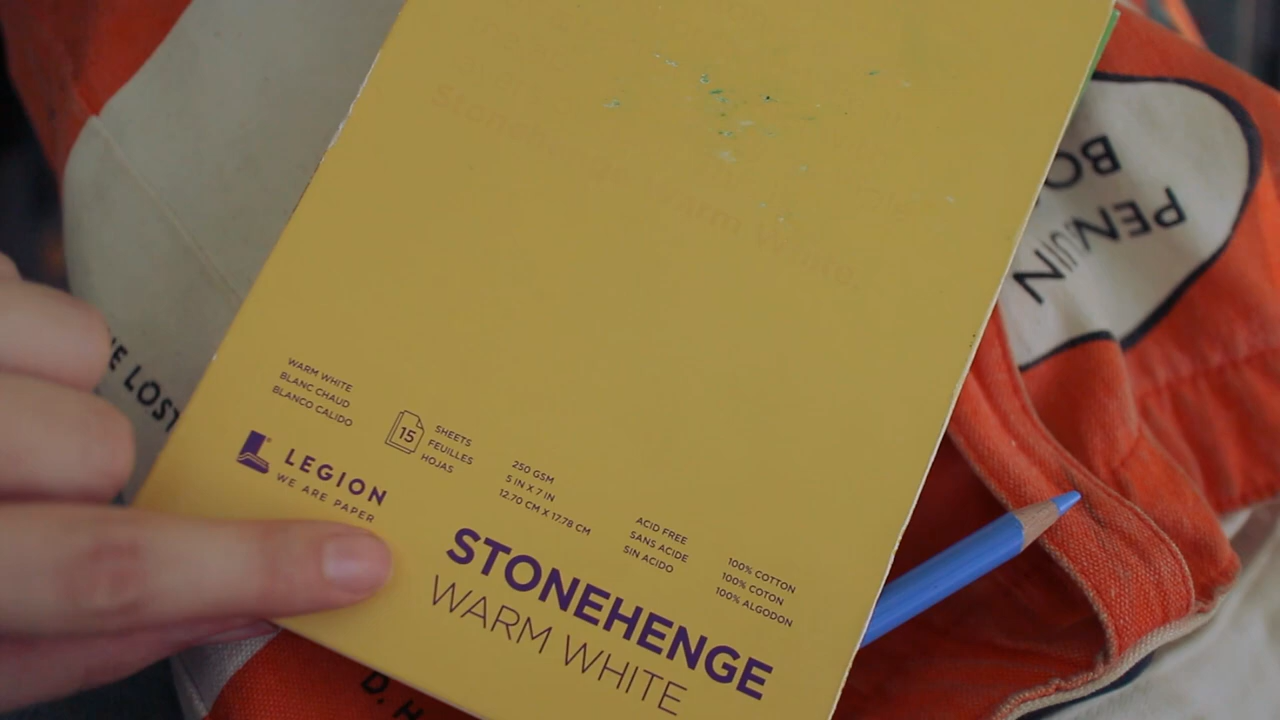 PENGUIN
BO
E LOST
WARM WHITE
BLANC CHAUD
BLANCO CALIDO
15
SHEETS
FEUILLES
HOJAS
LEGION
WE ARE PAPER
250 GSM
5 IN X 7 IN
12.70 CM X 17.78 CM
ACID FREE
SANS ACIDE
SIN ACIDO
100% COTTON
100% COTON
100% ALGODON
STONEHENGE
WARM WHITE
D. H